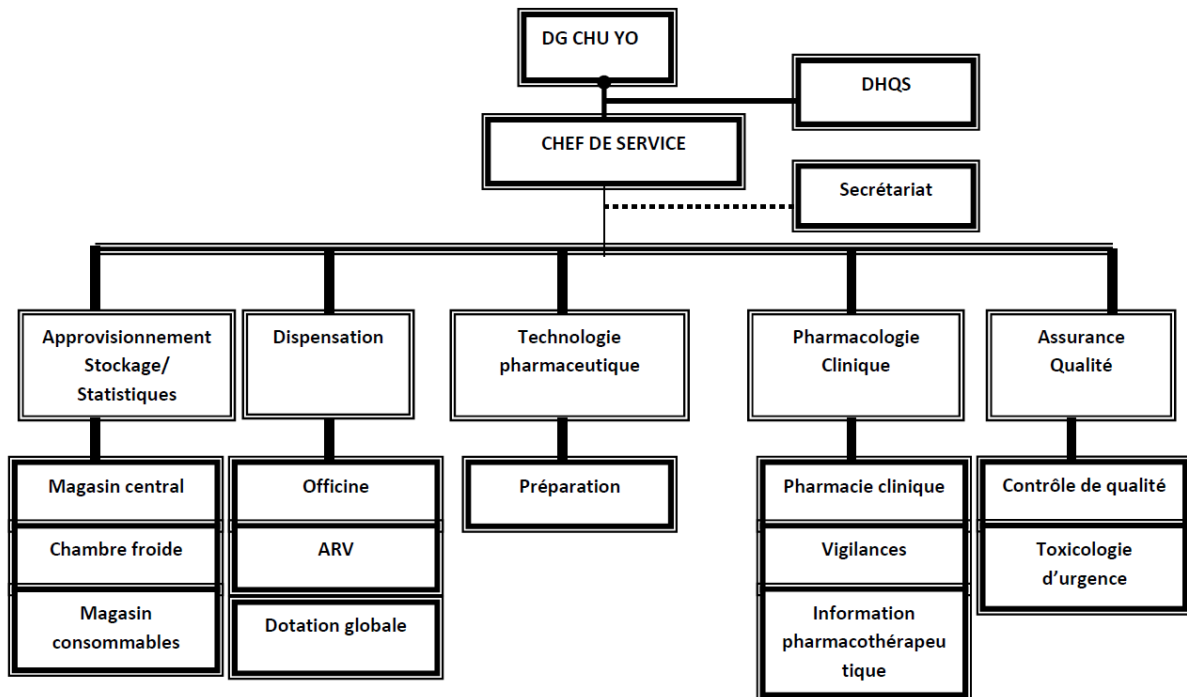 DG CHU YO
DHQS
CHEF DE SERVICE
Secrétariat
Approvisionnement
Stockage/
Statistiques
Dispensation
Technologie
pharmaceutique
Pharmacologie
Clinique
Assurance
Qualité
Magasin central
Chambre froide
Magasin
consommables
Officine
ARV
Dotation globale
Préparation
Pharmacie clinique
Vigilances
Information
pharmacothérapeu
tique
Contrôle de qualité
Toxicologie
d’urgence